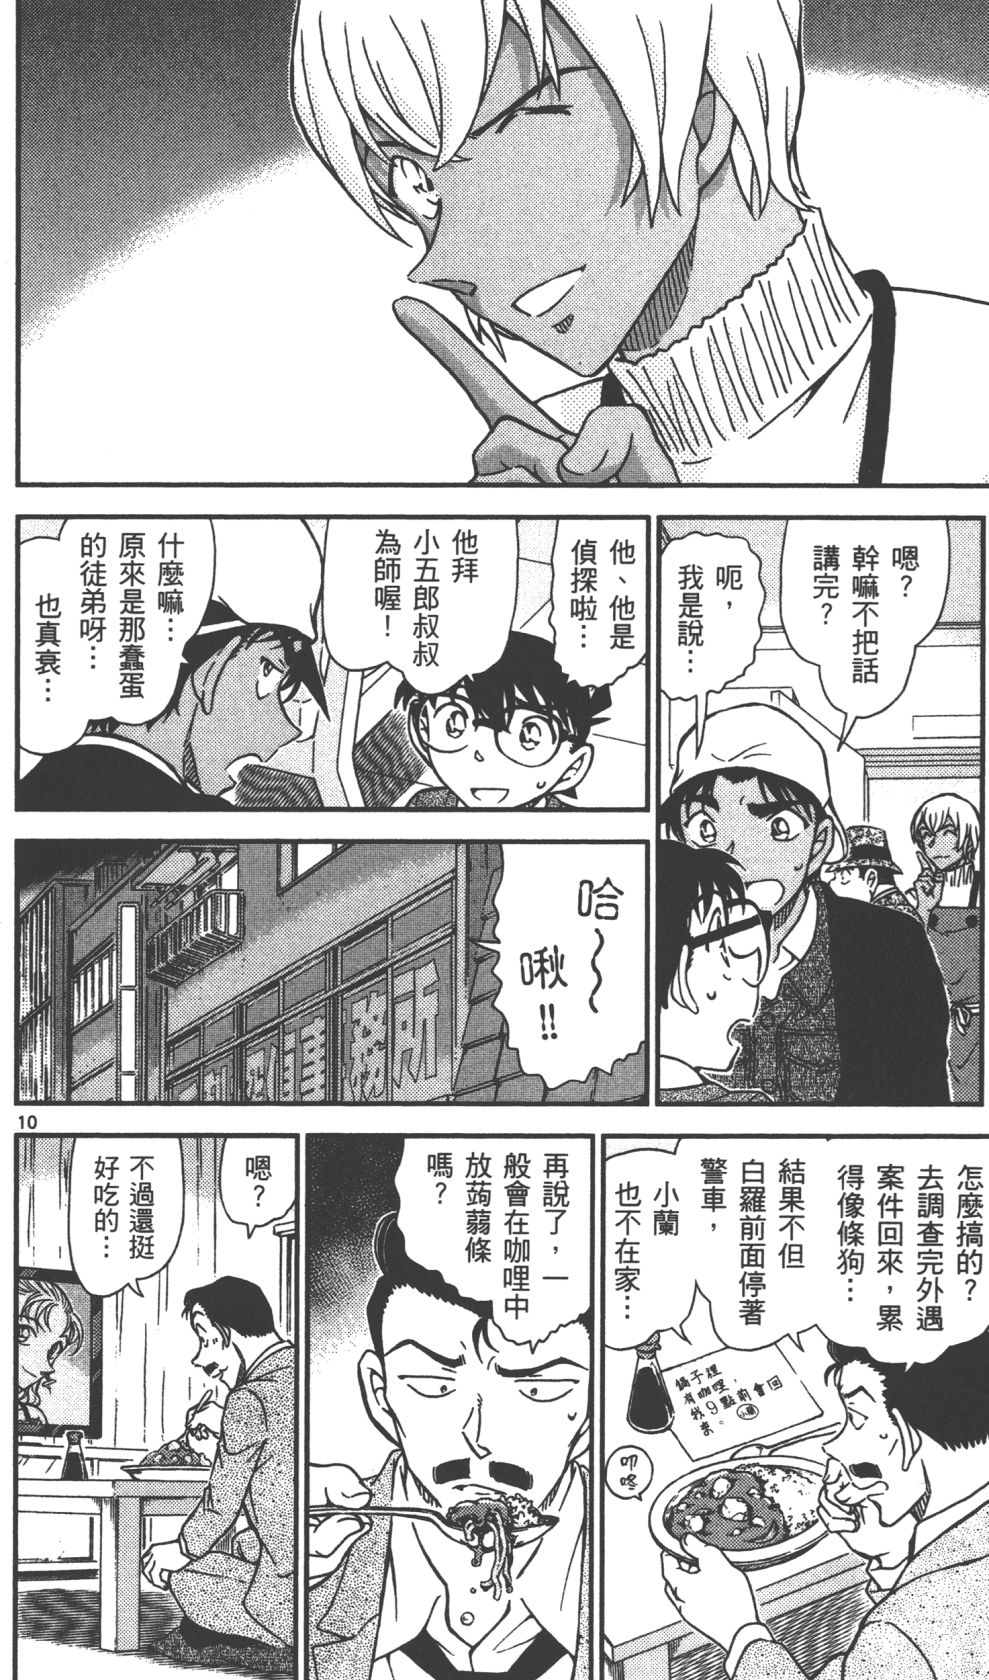 嗯?
幹嘛不把話
講完?
呃,
我是說…
他、他是
偵探啦…
他拜
小五郎叔叔
為師喔!
什麼嘛…
原來是那蠢蛋
的徒弟呀…
也真衰…
哈~
啾!!
務所
10
怎麼搞的?
去調查完外遇
案件回來,累
得像條狗…
結果不但
白羅前面停著
警車,
小蘭
也不在家…
鍋子裡
有咖哩,
我9點前會回
來。
小蘭
叩咚
再說了,一
般會在咖哩中
放蒟蒻條
嗎?
嗯?
不過還挺
好吃的…